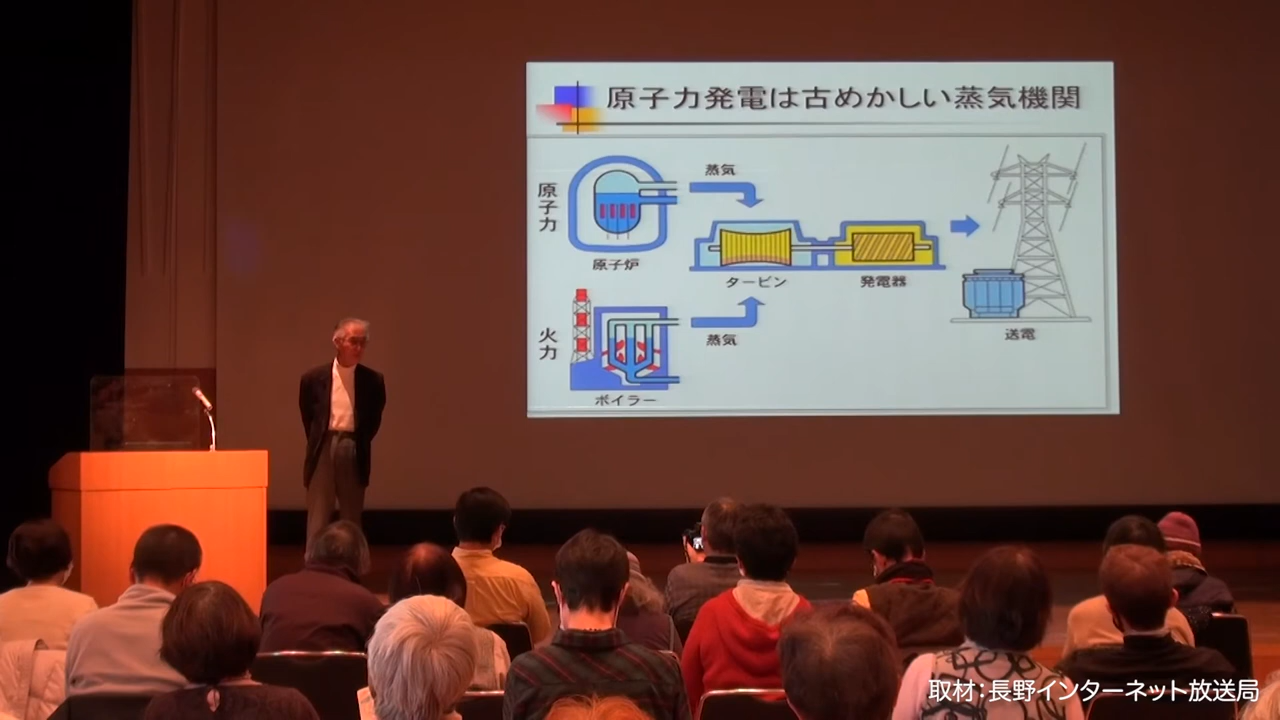 原子力発電は古めかしい蒸気機関
原子力
蒸気
原子炉
タービン
発電器
火力
蒸気
送電
ボイラー
取材:長野インターネット放送局